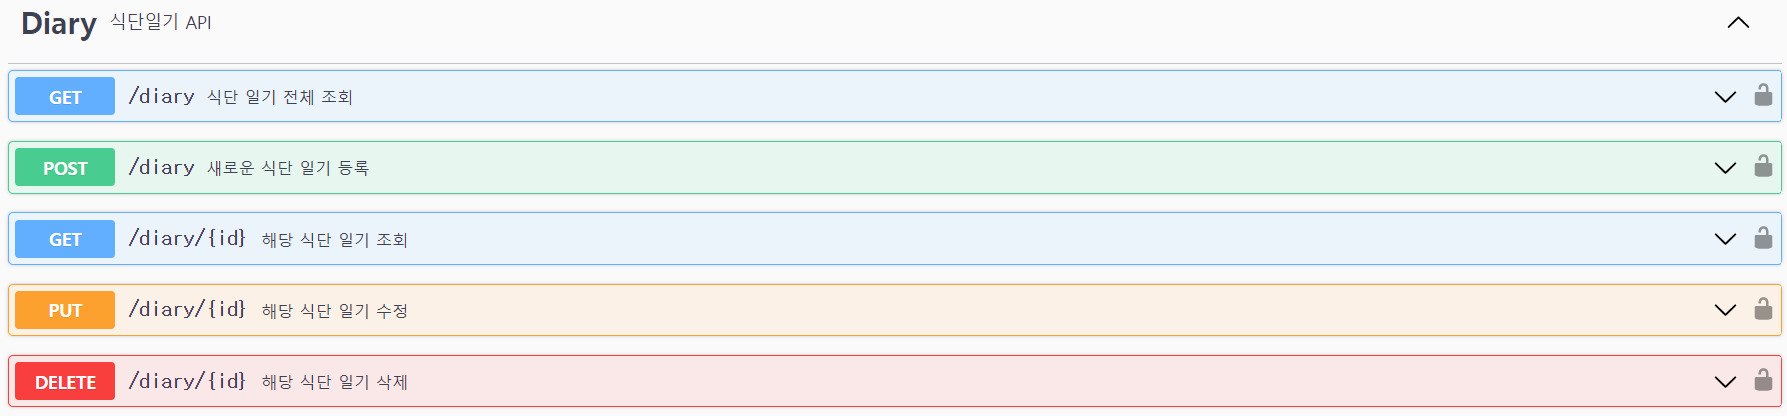 Diary 식단일기 API
GET /diary 식단 일기 전체 조회
POST /diary 새로운 식단 일기 등록
GET /diary/{id} 해당 식단 일기 조회
PUT /diary/{id} 해당 식단 일기 수정
DELETE /diary/{id} 해당 식단 일기 삭제